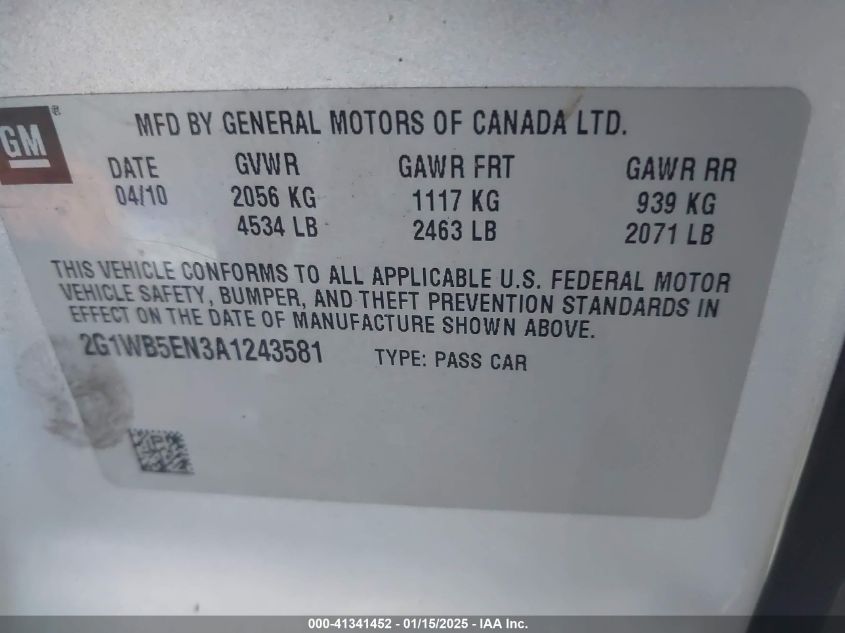 GM ®
MFD BY GENERAL MOTORS OF CANADA LTD.
DATE GVWR GAWR FRT GAWR RR
04/10 2056 KG 1117 KG 939 KG
4534 LB 2463 LB 2071 LB
THIS VEHICLE CONFORMS TO ALL APPLICABLE U.S. FEDERAL MOTOR
VEHICLE SAFETY, BUMPER, AND THEFT PREVENTION STANDARDS IN
EFFECT ON THE DATE OF MANUFACTURE SHOWN ABOVE.
2G1WB5EN3A1243581 TYPE: PASS CAR
000-41341452 - 01/15/2025 - IAA Inc.